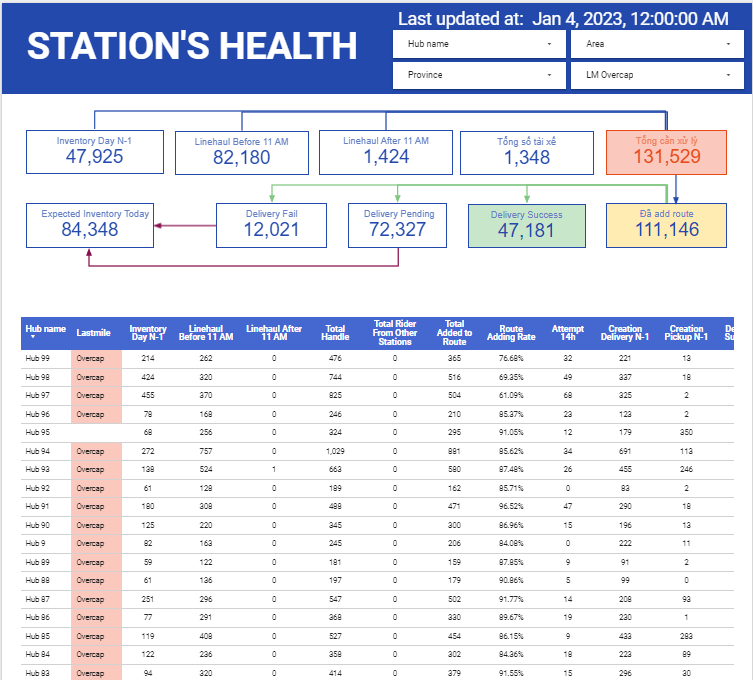 STATION'S HEALTH
Last updated at: Jan 4, 2023, 12:00:00 AM
Hub name
Area
Province
LM Overcap
Inventory Day N-1
47,925
Linehaul Before 11 AM
82,180
Linehaul After 11 AM
1,424
Tổng số tài xế
1,348
Tổng cần xử lý
131,529
Expected Inventory Today
84,348
Delivery Fail
12,021
Delivery Pending
72,327
Delivery Success
47,181
Đã add route
111,146
Hub name Lastmile Inventory Day N-1 Linehaul Before 11 AM Linehaul After 11 AM Total Handle Total Rider From Other Stations Total Added to Route Route Adding Rate Attempt 14h Creation Delivery N-1 Creation Pickup N-1 De Su
Hub 99 Overcap 214 262 0 476 0 365 76.68% 32 221 13
Hub 98 Overcap 424 320 0 744 0 516 69.35% 49 337 18
Hub 97 Overcap 455 370 0 825 0 504 61.09% 68 325 2
Hub 96 Overcap 78 168 0 246 0 210 85.37% 23 123 2
Hub 95 68 256 0 324 0 295 91.05% 12 179 350
Hub 94 Overcap 272 757 0 1,029 0 881 85.62% 34 691 113
Hub 93 Overcap 138 524 1 663 0 580 87.48% 26 455 246
Hub 92 Overcap 61 128 0 189 0 162 85.71% 0 83 2
Hub 91 Overcap 180 308 0 488 0 471 96.52% 47 290 18
Hub 90 Overcap 125 220 0 345 0 300 86.96% 15 196 13
Hub 9 Overcap 82 163 0 245 0 206 84.08% 0 222 11
Hub 89 Overcap 59 122 0 181 0 159 87.85% 9 91 2
Hub 88 Overcap 61 136 0 197 0 179 90.86% 5 99 0
Hub 87 Overcap 251 296 0 547 0 502 91.77% 14 208 93
Hub 86 Overcap 77 291 0 368 0 330 89.67% 19 230 1
Hub 85 Overcap 119 408 0 527 0 454 86.15% 9 433 283
Hub 84 Overcap 122 236 0 358 0 302 84.36% 18 223 89
Hub 83 Overcap 94 320 0 414 0 379 91.55% 15 296 30